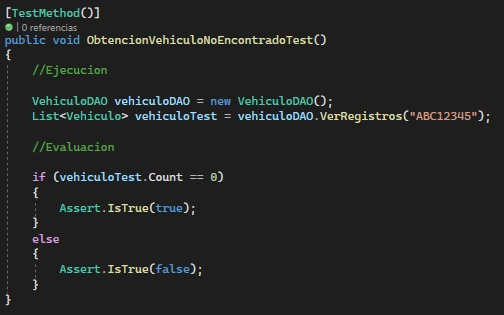 [TestMethod()]
| 0 referencias
public void ObtencionVehiculoNoEncontradoTest()
{
    //Ejecucion
    VehiculoDAO vehiculoDAO = new VehiculoDAO();
    List<Vehiculo> vehiculoTest = vehiculoDAO.VerRegistros("ABC12345");
    //Evaluacion
    if (vehiculoTest.Count == 0)
    {
        Assert.IsTrue(true);
    }
    else
    {
        Assert.IsTrue(false);
    }
}